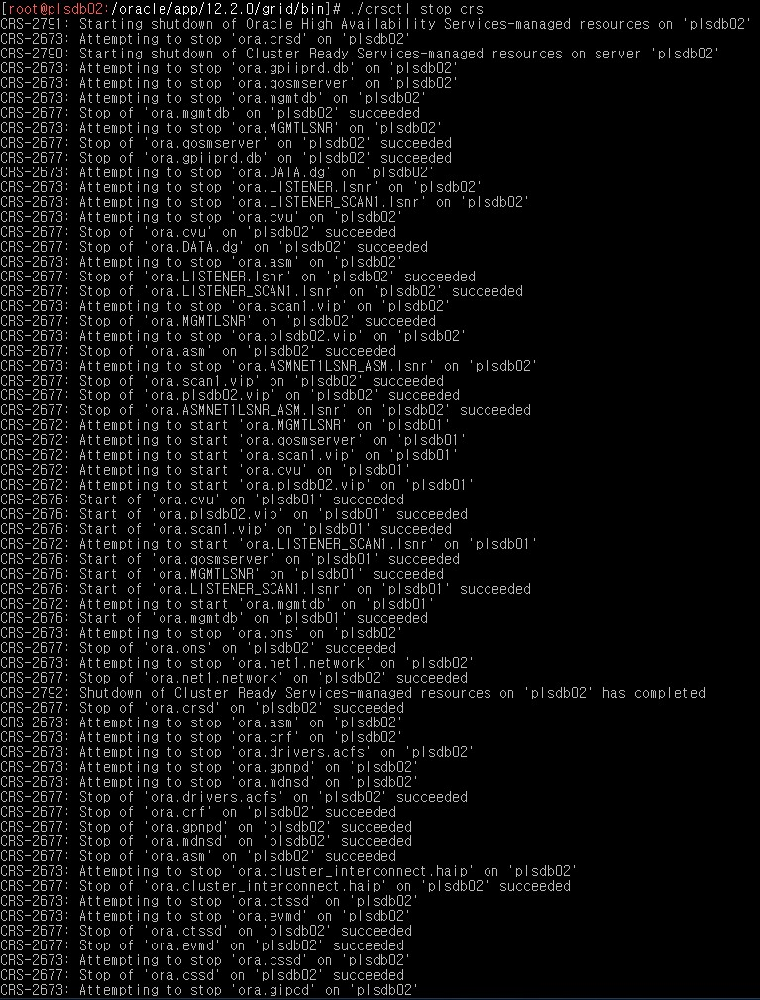 [root@plsdb02:/oracle/app/12.2.0/grid/bin]# ./crsctl stop crs
CRS-2791: Starting shutdown of Oracle High Availability Services-managed resources on 'plsdb02'
CRS-2673: Attempting to stop 'ora.crsd' on 'plsdb02'
CRS-2790: Starting shutdown of Cluster Ready Services-managed resources on server 'plsdb02'
CRS-2673: Attempting to stop 'ora.gpiiprd.db' on 'plsdb02'
CRS-2673: Attempting to stop 'ora.qosmserver' on 'plsdb02'
CRS-2673: Attempting to stop 'ora.mgmtdb' on 'plsdb02'
CRS-2677: Stop of 'ora.mgmtdb' on 'plsdb02' succeeded
CRS-2673: Attempting to stop 'ora.MGMTLSNR' on 'plsdb02'
CRS-2677: Stop of 'ora.qosmserver' on 'plsdb02' succeeded
CRS-2677: Stop of 'ora.gpiiprd.db' on 'plsdb02' succeeded
CRS-2673: Attempting to stop 'ora.DATA.dg' on 'plsdb02'
CRS-2673: Attempting to stop 'ora.LISTENER.lsnr' on 'plsdb02'
CRS-2673: Attempting to stop 'ora.LISTENER_SCAN1.lsnr' on 'plsdb02'
CRS-2673: Attempting to stop 'ora.cvu' on 'plsdb02'
CRS-2677: Stop of 'ora.cvu' on 'plsdb02' succeeded
CRS-2677: Stop of 'ora.DATA.dg' on 'plsdb02' succeeded
CRS-2673: Attempting to stop 'ora.asm' on 'plsdb02'
CRS-2677: Stop of 'ora.LISTENER.lsnr' on 'plsdb02' succeeded
CRS-2677: Stop of 'ora.LISTENER_SCAN1.lsnr' on 'plsdb02' succeeded
CRS-2673: Attempting to stop 'ora.scan1.vip' on 'plsdb02'
CRS-2677: Stop of 'ora.MGMTLSNR' on 'plsdb02' succeeded
CRS-2673: Attempting to stop 'ora.plsdb02.vip' on 'plsdb02'
CRS-2677: Stop of 'ora.asm' on 'plsdb02' succeeded
CRS-2673: Attempting to stop 'ora.ASMNET1LSNR_ASM.lsnr' on 'plsdb02'
CRS-2677: Stop of 'ora.scan1.vip' on 'plsdb02' succeeded
CRS-2677: Stop of 'ora.plsdb02.vip' on 'plsdb02' succeeded
CRS-2677: Stop of 'ora.ASMNET1LSNR_ASM.lsnr' on 'plsdb02' succeeded
CRS-2672: Attempting to start 'ora.MGMTLSNR' on 'plsdb01'
CRS-2672: Attempting to start 'ora.qosmserver' on 'plsdb01'
CRS-2672: Attempting to start 'ora.scan1.vip' on 'plsdb01'
CRS-2672: Attempting to start 'ora.cvu' on 'plsdb01'
CRS-2672: Attempting to start 'ora.plsdb02.vip' on 'plsdb01'
CRS-2676: Start of 'ora.cvu' on 'plsdb01' succeeded
CRS-2676: Start of 'ora.plsdb02.vip' on 'plsdb01' succeeded
CRS-2676: Start of 'ora.scan1.vip' on 'plsdb01' succeeded
CRS-2672: Attempting to start 'ora.LISTENER_SCAN1.lsnr' on 'plsdb01'
CRS-2676: Start of 'ora.qosmserver' on 'plsdb01' succeeded
CRS-2676: Start of 'ora.MGMTLSNR' on 'plsdb01' succeeded
CRS-2676: Start of 'ora.LISTENER_SCAN1.lsnr' on 'plsdb01' succeeded
CRS-2672: Attempting to start 'ora.mgmtdb' on 'plsdb01'
CRS-2676: Start of 'ora.mgmtdb' on 'plsdb01' succeeded
CRS-2673: Attempting to stop 'ora.ons' on 'plsdb02'
CRS-2677: Stop of 'ora.ons' on 'plsdb02' succeeded
CRS-2673: Attempting to stop 'ora.net1.network' on 'plsdb02'
CRS-2677: Stop of 'ora.net1.network' on 'plsdb02' succeeded
CRS-2792: Shutdown of Cluster Ready Services-managed resources on 'plsdb02' has completed
CRS-2677: Stop of 'ora.crsd' on 'plsdb02' succeeded
CRS-2673: Attempting to stop 'ora.asm' on 'plsdb02'
CRS-2673: Attempting to stop 'ora.crf' on 'plsdb02'
CRS-2673: Attempting to stop 'ora.drivers.acfs' on 'plsdb02'
CRS-2673: Attempting to stop 'ora.gpnpd' on 'plsdb02'
CRS-2673: Attempting to stop 'ora.mdnsd' on 'plsdb02'
CRS-2677: Stop of 'ora.drivers.acfs' on 'plsdb02' succeeded
CRS-2677: Stop of 'ora.crf' on 'plsdb02' succeeded
CRS-2677: Stop of 'ora.gpnpd' on 'plsdb02' succeeded
CRS-2677: Stop of 'ora.mdnsd' on 'plsdb02' succeeded
CRS-2677: Stop of 'ora.asm' on 'plsdb02' succeeded
CRS-2673: Attempting to stop 'ora.cluster_interconnect.haip' on 'plsdb02'
CRS-2677: Stop of 'ora.cluster_interconnect.haip' on 'plsdb02' succeeded
CRS-2673: Attempting to stop 'ora.ctssd' on 'plsdb02'
CRS-2673: Attempting to stop 'ora.evmd' on 'plsdb02'
CRS-2677: Stop of 'ora.ctssd' on 'plsdb02' succeeded
CRS-2677: Stop of 'ora.evmd' on 'plsdb02' succeeded
CRS-2673: Attempting to stop 'ora.cssd' on 'plsdb02'
CRS-2677: Stop of 'ora.cssd' on 'plsdb02' succeeded
CRS-2673: Attempting to stop 'ora.gipcd' on 'plsdb02'